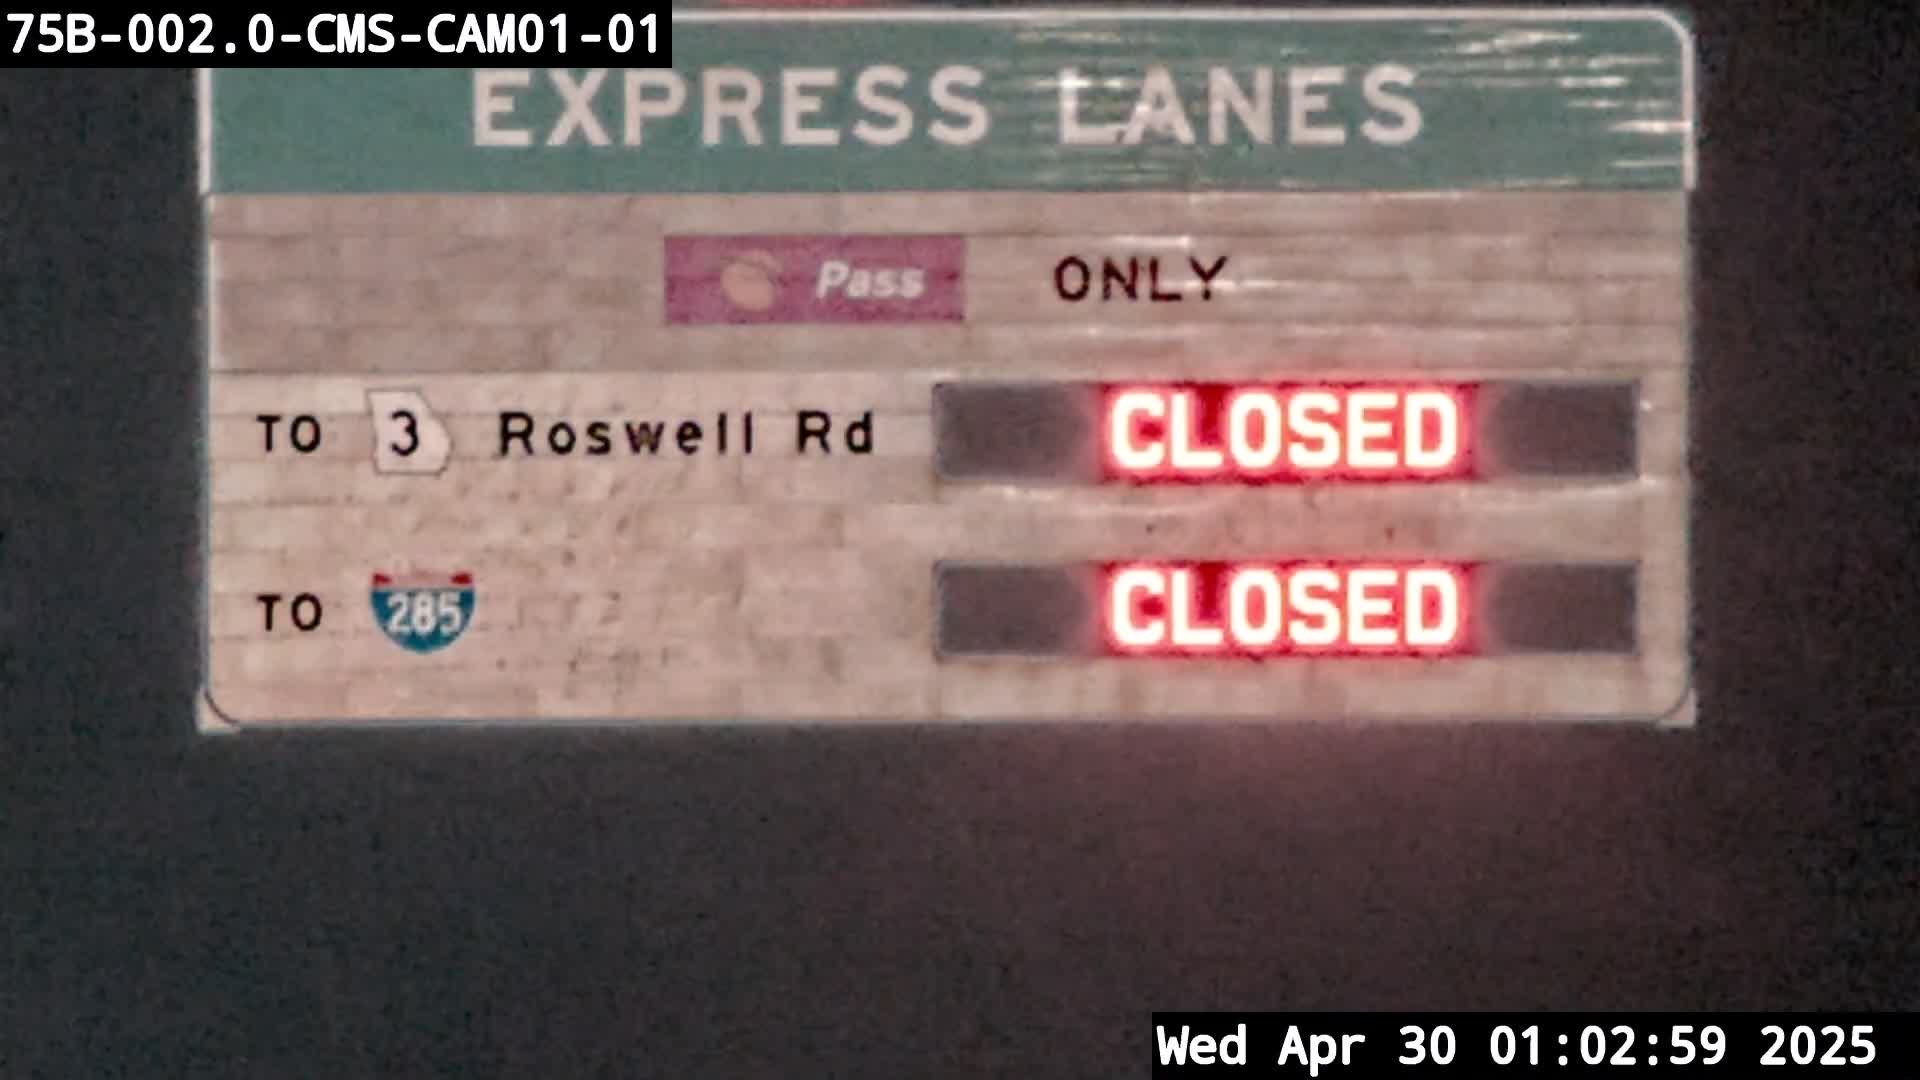 75B-002.0-CMS-CAM01-01
EXPRESS LANES
Pass ONLY
TO 3 Roswell Rd CLOSED
TO 285 CLOSED
Wed Apr 30 01:02:59 2025